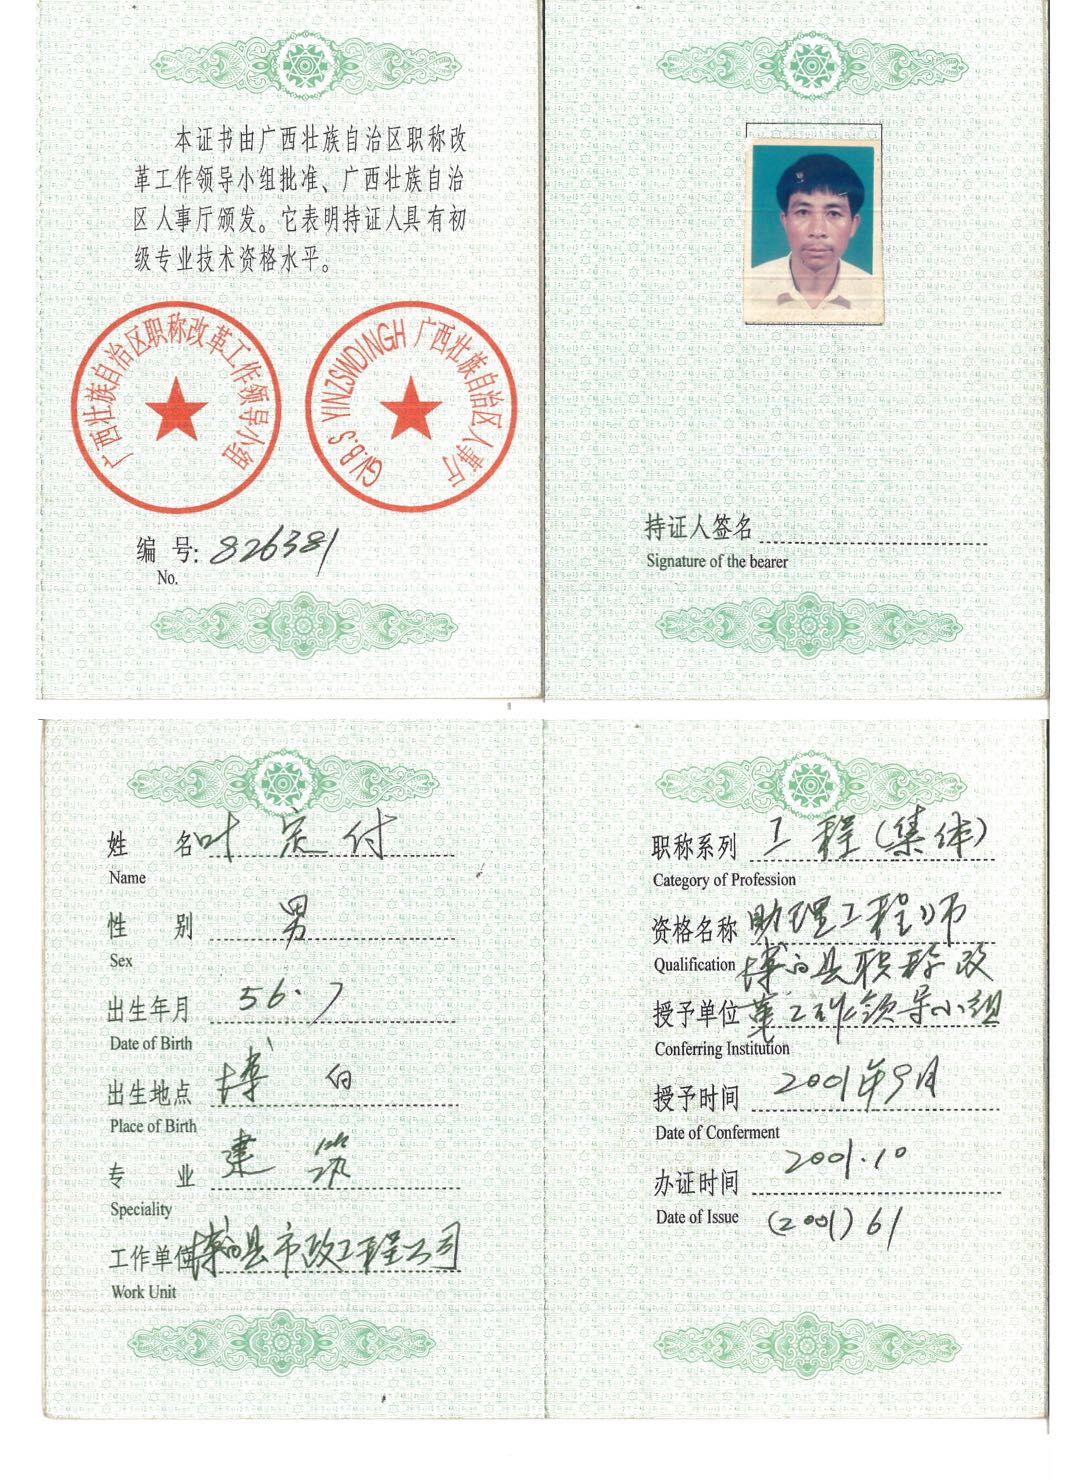 本证书由广西壮族自治区职称改
革工作领导小组批准、广西壮族自治
区人事厅颁发。它表明持证人具有初
级专业技术资格水平。
广西壮族自治区职称改革工作领导小组
GV.B.S YINZSWDINGH 广西壮族自治区人事厅
编 号: 826381
No.
持证人签名
Signature of the bearer
姓 名 叶定付
Name
性 别 男
Sex
出生年月 56.7
Date of Birth
出生地点 博白
Place of Birth
专 业 建筑
Speciality
工作单位 博白县市政工程公司
Work Unit
职称系列 工程(集体)
Category of Profession
资格名称 助理工程师
Qualification 博白县职称改
授予单位 革工作领导小组
Conferring Institution
授予时间 2001年9月
Date of Conferment
办证时间 2001.10
Date of Issue (2001)61